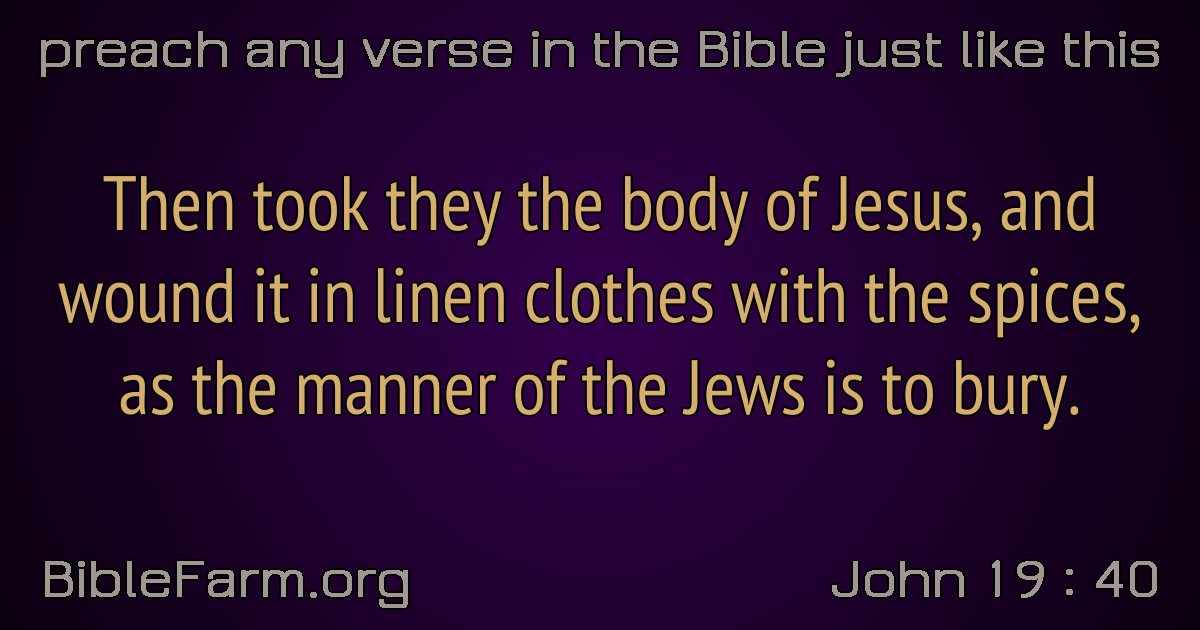 preach any verse in the Bible just like this
Then took they the body of Jesus, and
wound it in linen clothes with the spices,
as the manner of the Jews is to bury.
BibleFarm.org
John 19 : 40